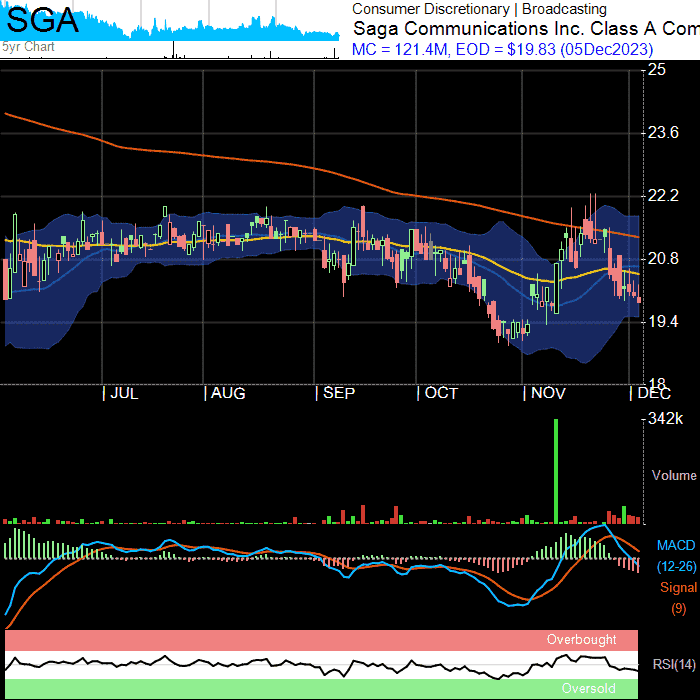 SGA
5yr Chart
Consumer Discretionary | Broadcasting
Saga Communications Inc. Class A Com
MC = 121.4M, EOD = $19.83 (05Dec2023)
25
23.6
22.2
20.8
19.4
18
JUL AUG SEP OCT NOV DEC
342k
Volume
MACD
(12-26)
Signal
(9)
Overbought
RSI(14)
Oversold